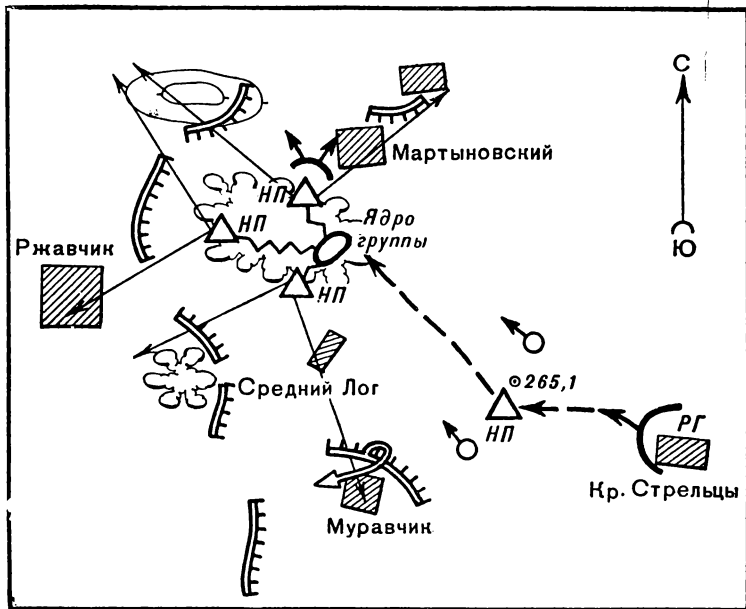 С
Мартыновский
НП
НП
Ядро
группы
Ржавчик
НП
Ю
Средний Лог
265,1
НП
РГ
Кр. Стрельцы
Муравчик